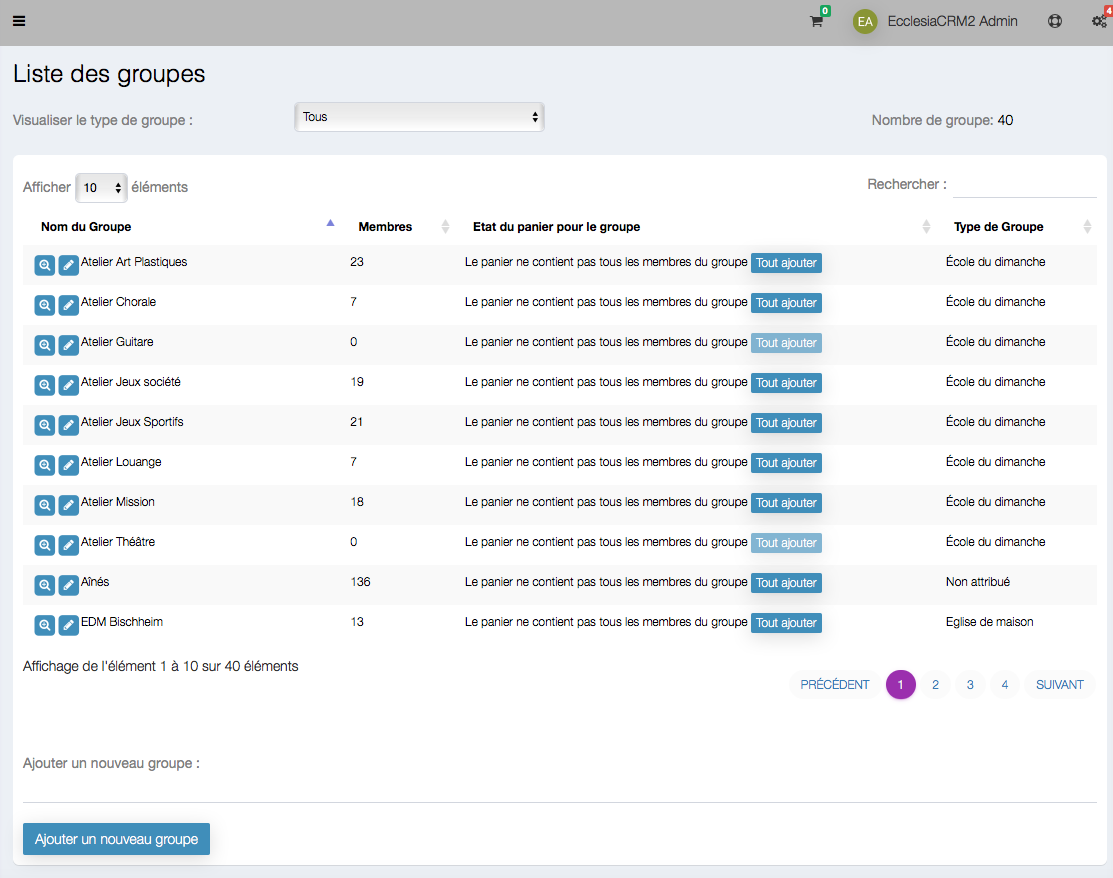 0
EA EcclesiaCRM2 Admin 4
Liste des groupes
Visualiser le type de groupe : Tous Nombre de groupe: 40
Afficher 10 éléments Rechercher :
Nom du Groupe Membres Etat du panier pour le groupe Type de Groupe
Atelier Art Plastiques 23 Le panier ne contient pas tous les membres du groupe Tout ajouter École du dimanche
Atelier Chorale 7 Le panier ne contient pas tous les membres du groupe Tout ajouter École du dimanche
Atelier Guitare 0 Le panier ne contient pas tous les membres du groupe Tout ajouter École du dimanche
Atelier Jeux société 19 Le panier ne contient pas tous les membres du groupe Tout ajouter École du dimanche
Atelier Jeux Sportifs 21 Le panier ne contient pas tous les membres du groupe Tout ajouter École du dimanche
Atelier Louange 7 Le panier ne contient pas tous les membres du groupe Tout ajouter École du dimanche
Atelier Mission 18 Le panier ne contient pas tous les membres du groupe Tout ajouter École du dimanche
Atelier Théâtre 0 Le panier ne contient pas tous les membres du groupe Tout ajouter École du dimanche
Aînés 136 Le panier ne contient pas tous les membres du groupe Tout ajouter Non attribué
EDM Bischheim 13 Le panier ne contient pas tous les membres du groupe Tout ajouter Eglise de maison
Affichage de l'élément 1 à 10 sur 40 éléments
PRÉCÉDENT 1 2 3 4 SUIVANT
Ajouter un nouveau groupe :
Ajouter un nouveau groupe